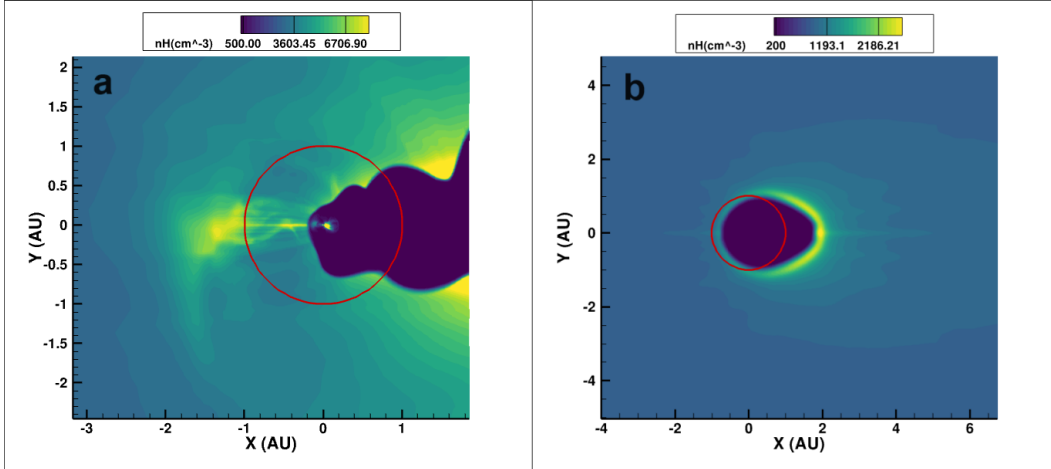 nH(cm^-3) 500.00 3603.45 6706.90
a
2
1.5
1
0.5
0
-0.5
-1
-1.5
-2
Y (AU)
-3 -2 -1 0 1
X (AU)
nH(cm^-3) 200 1193.1 2186.21
b
4
2
0
-2
-4
Y (AU)
-4 -2 0 2 4 6
X (AU)